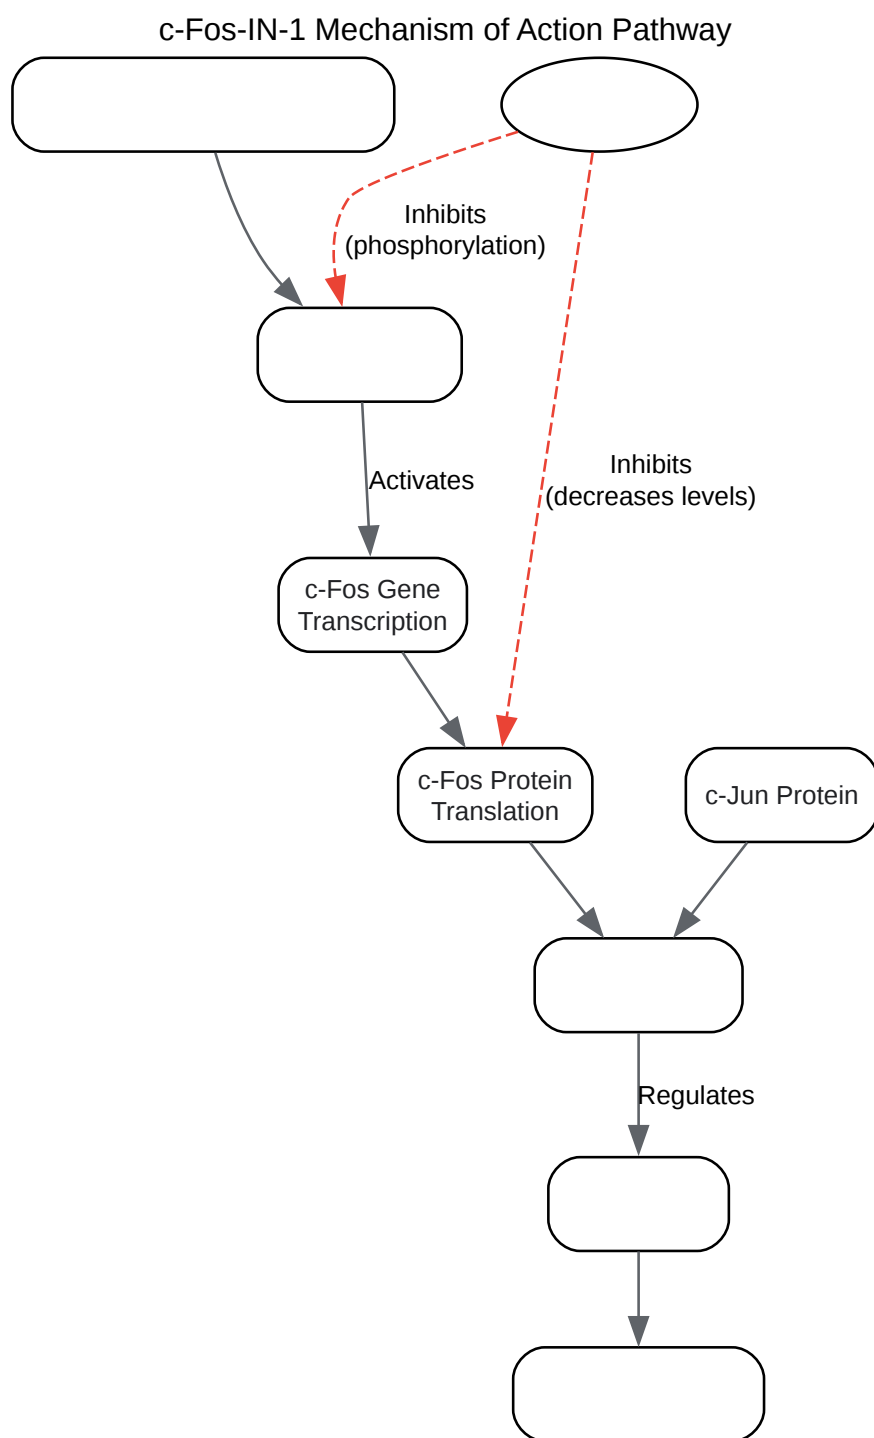 c-Fos-IN-1 Mechanism of Action Pathway
Inhibits
(phosphorylation)
Activates
Inhibits
(decreases levels)
c-Fos Gene
Transcription
c-Fos Protein
Translation
c-Jun Protein
Regulates